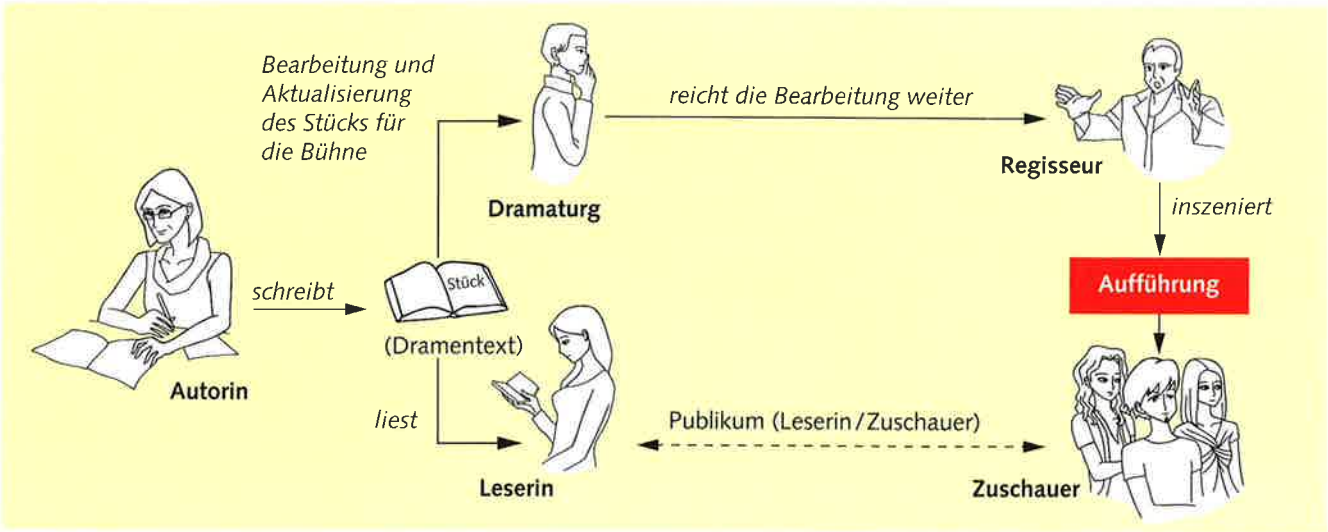 Bearbeitung und
Aktualisierung
des Stücks für
die Bühne
Dramaturg
reicht die Bearbeitung weiter
Regisseur
inszeniert
Aufführung
Autorin
schreibt
Stück
(Dramentext)
liest
Leserin
Publikum (Leserin/Zuschauer)
Zuschauer